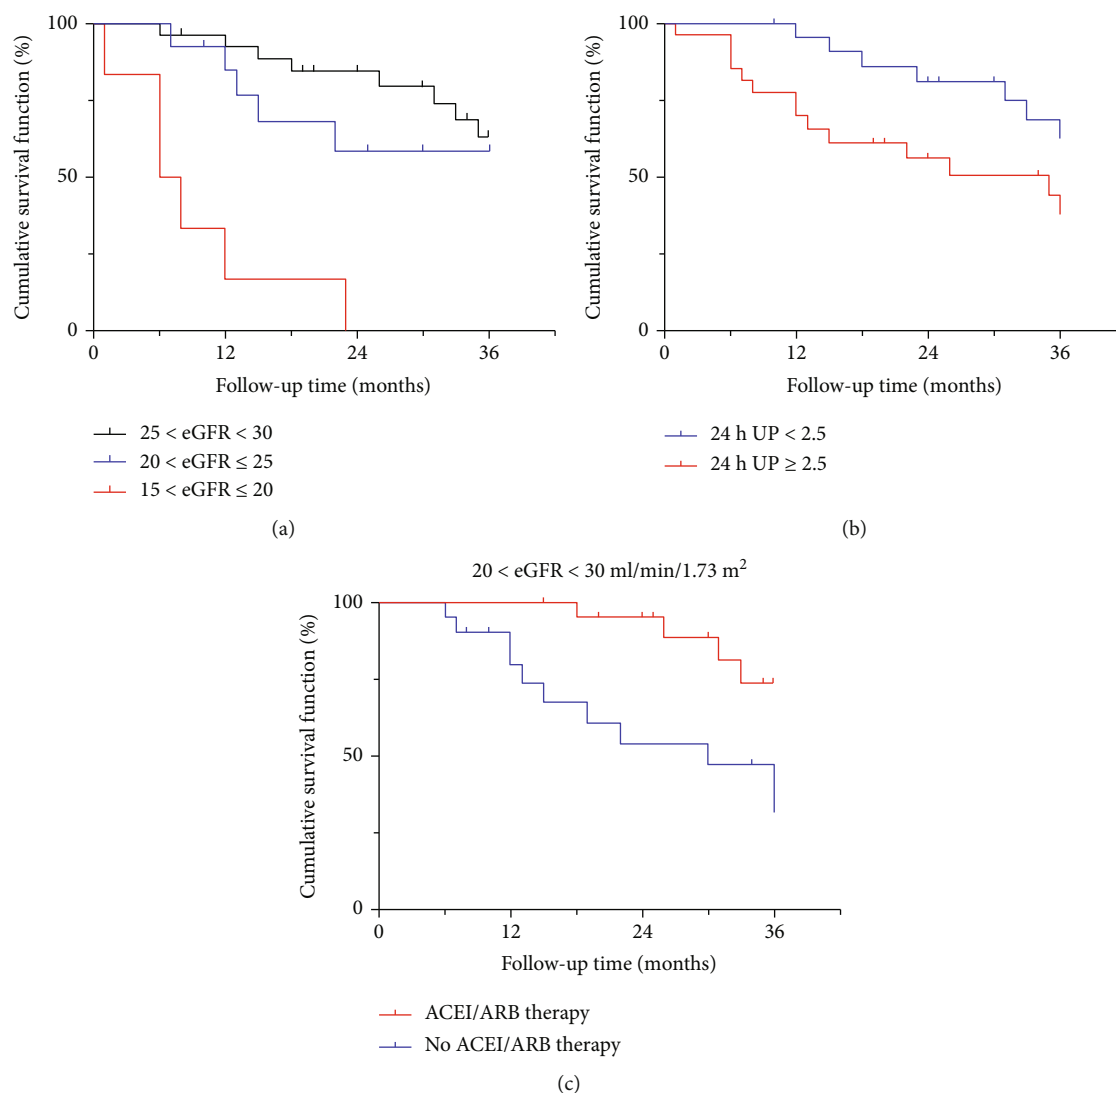 100
50
0
Cumulative survival function (%)
0 12 24 36
Follow-up time (months)
25 < eGFR < 30
20 < eGFR ≤ 25
15 < eGFR ≤ 20
(a)
100
50
0
Cumulative survival function (%)
0 12 24 36
Follow-up time (months)
24 h UP < 2.5
24 h UP ≥ 2.5
(b)
20 < eGFR < 30 ml/min/1.73 m²
100
50
0
Cumulative survival function (%)
0 12 24 36
Follow-up time (months)
ACEI/ARB therapy
No ACEI/ARB therapy
(c)